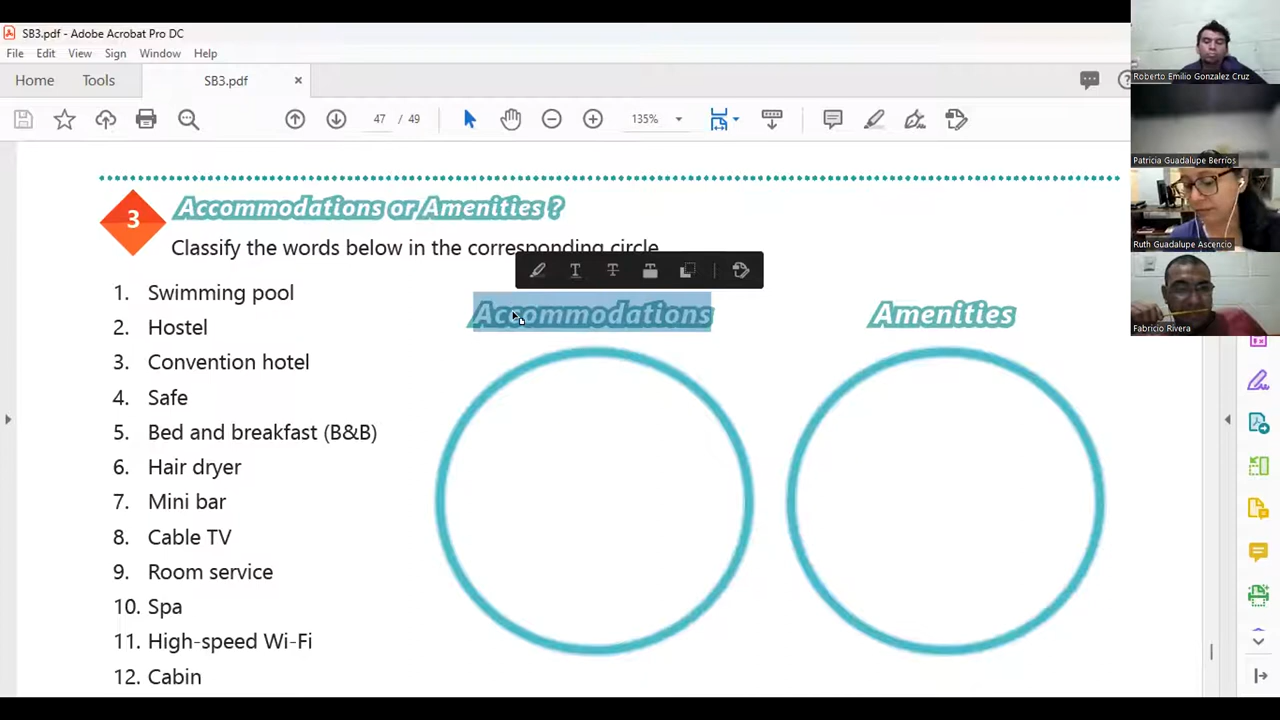 SB3.pdf - Adobe Acrobat Pro DC
File Edit View Sign Window Help
Home Tools SB3.pdf ×
47 / 49 135%
3 Accommodations or Amenities ?
Classify the words below in the corresponding circle
Accommodations Amenities
1. Swimming pool
2. Hostel
3. Convention hotel
4. Safe
5. Bed and breakfast (B&B)
6. Hair dryer
7. Mini bar
8. Cable TV
9. Room service
10. Spa
11. High-speed Wi-Fi
12. Cabin
Roberto Emilio Gonzalez Cruz
Patricia Guadalupe Berríos
Ruth Guadalupe Ascencio
Fabricio Rivera